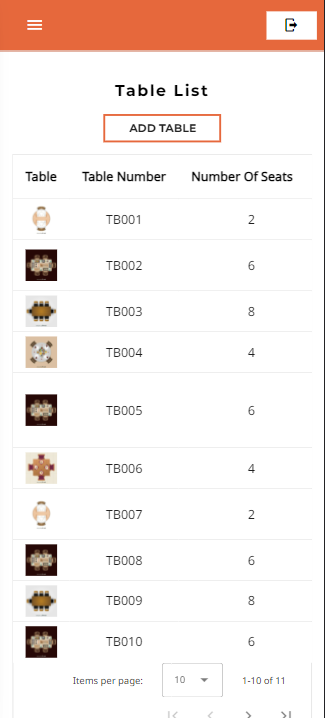 Table List
ADD TABLE
Table Table Number Number Of Seats
TB001 2
TB002 6
TB003 8
TB004 4
TB005 6
TB006 4
TB007 2
TB008 6
TB009 8
TB010 6
Items per page: 10 1-10 of 11